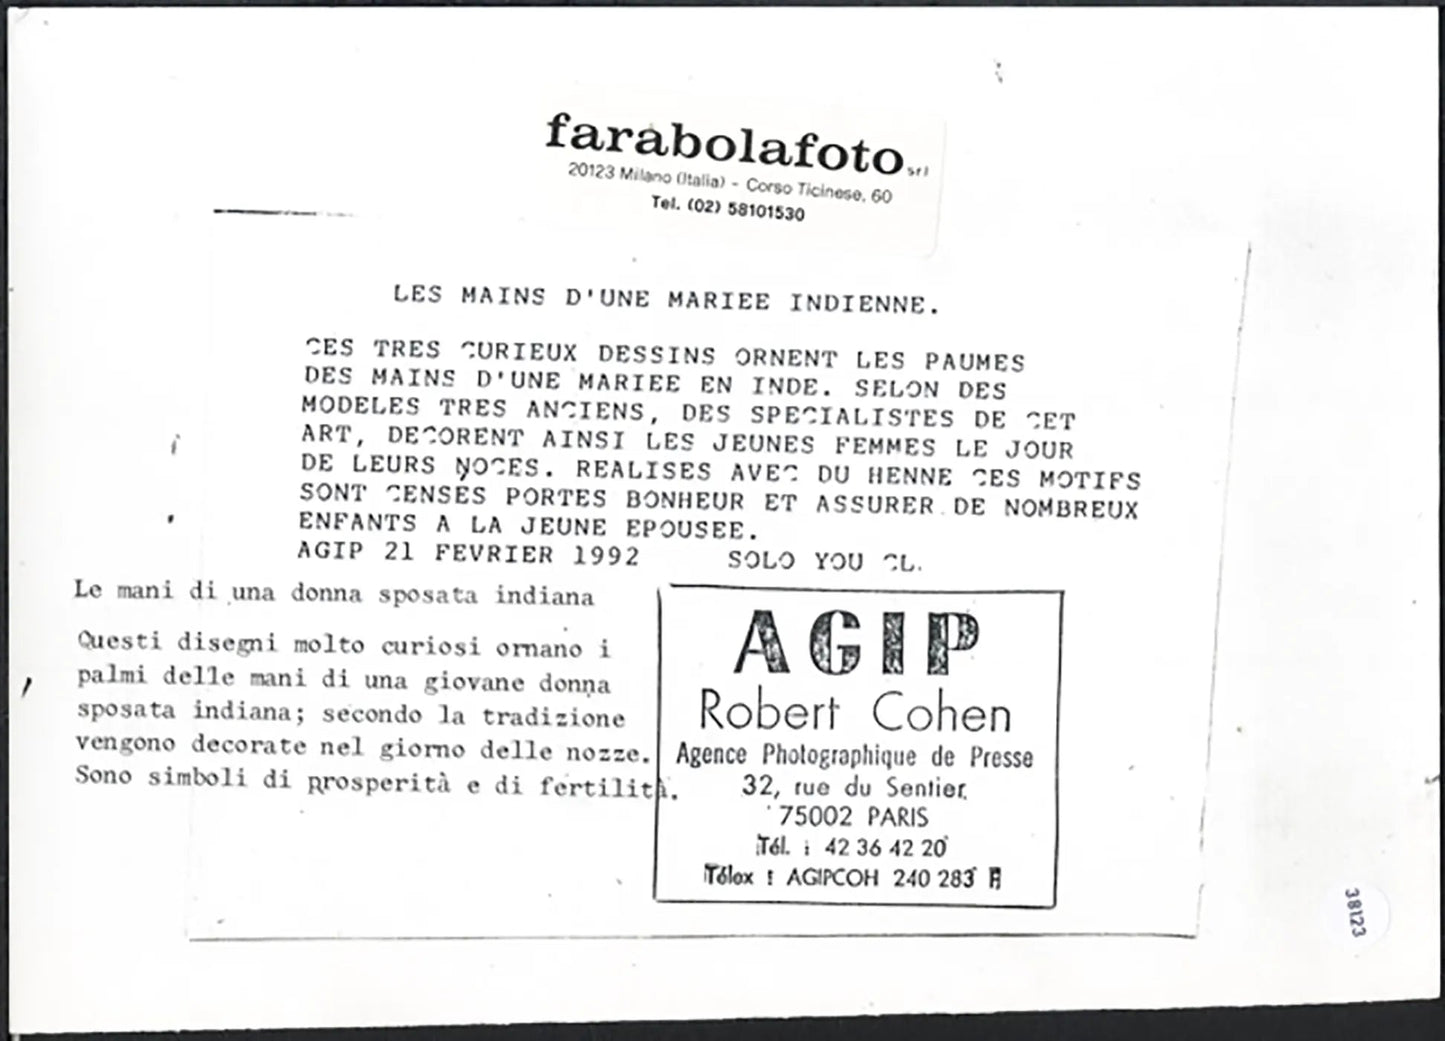 farabolafoto srl
20123 Milano (Italia) - Corso Ticinese, 60
Tel. (02) 58101530
LES MAINS D'UNE MARIEE INDIENNE.
CES TRES CURIEUX DESSINS ORNENT LES PAUMES
DES MAINS D'UNE MARIEE EN INDE. SELON DES
MODELES TRES ANCIENS, DES SPECIALISTES DE CET
ART, DECORENT AINSI LES JEUNES FEMMES LE JOUR
DE LEURS NOCES. REALISES AVEC DU HENNE CES MOTIFS
SONT CENSES PORTES BONHEUR ET ASSURER DE NOMBREUX
ENFANTS A LA JEUNE EPOUSEE.
AGIP 21 FEVRIER 1992 SOLO YOU CL.
Le mani di una donna sposata indiana
Questi disegni molto curiosi ornano i
palmi delle mani di una giovane donna
sposata indiana; secondo la tradizione
vengono decorate nel giorno delle nozze.
Sono simboli di prosperità e di fertilità.
AGIP
Robert Cohen
Agence Photographique de Presse
32, rue du Sentier
75002 PARIS
Tél. : 42 36 42 20
Télex : AGIPCOH 240 283 F
38123